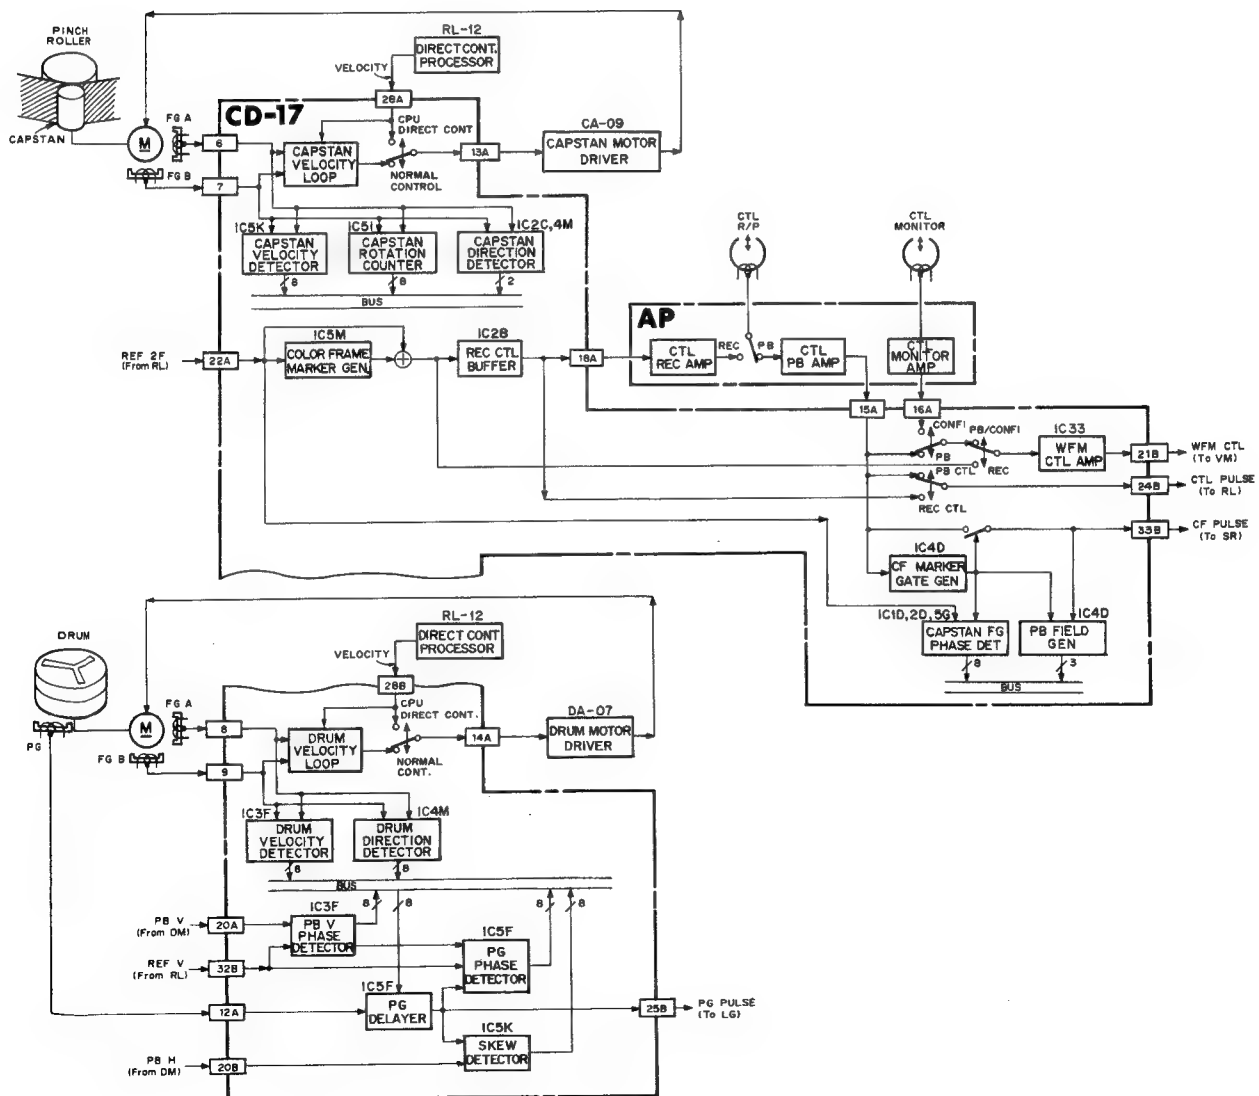 PINCH
ROLLER
CAPSTAN
M
FG A
FG B
6
7
RL-12
DIRECT CONT.
PROCESSOR
VELOCITY
28A
CD-17
CPU
DIRECT CONT
CAPSTAN
VELOCITY
LOOP
NORMAL
CONTROL
13A
CA-09
CAPSTAN MOTOR
DRIVER
IC5K
CAPSTAN
VELOCITY
DETECTOR
8
IC5I
CAPSTAN
ROTATION
COUNTER
8
IC2C,4M
CAPSTAN
DIRECTION
DETECTOR
2
BUS
CTL
R/P
CTL
MONITOR
AP
REF 2F
(From RL)
22A
IC5M
COLOR FRAME
MARKER GEN
IC2B
REC CTL
BUFFER
18A
CTL
REC AMP
REC
PB
CTL
PB AMP
CTL
MONITOR
AMP
15A
16A
CONFI
PB
PB/CONFI
REC
IC33
WFM
CTL AMP
21B
WFM CTL
(To VM)
PB CTL
REC CTL
24B
CTL PULSE
(To RL)
33B
CF PULSE
(To SR)
IC4D
CF MARKER
GATE GEN
IC1D,2D,5G
CAPSTAN FG
PHASE DET
8
IC4D
PB FIELD
GEN
3
BUS
DRUM
PG
M
FG A
FG B
8
9
RL-12
DIRECT CONT
PROCESSOR
VELOCITY
28B
CPU
DIRECT CONT.
DRUM
VELOCITY
LOOP
NORMAL
CONT.
14A
DA-07
DRUM MOTOR
DRIVER
IC3F
DRUM
VELOCITY
DETECTOR
8
IC4M
DRUM
DIRECTION
DETECTOR
8
BUS
8
8
8
8
PB V
(From DM)
20A
IC3F
PB V
PHASE
DETECTOR
REF V
(From RL)
32B
IC5F
PG
PHASE
DETECTOR
12A
IC5F
PG
DELAYER
25B
PG PULSE
(To LG)
IC5K
SKEW
DETECTOR
PB H
(From DM)
20B